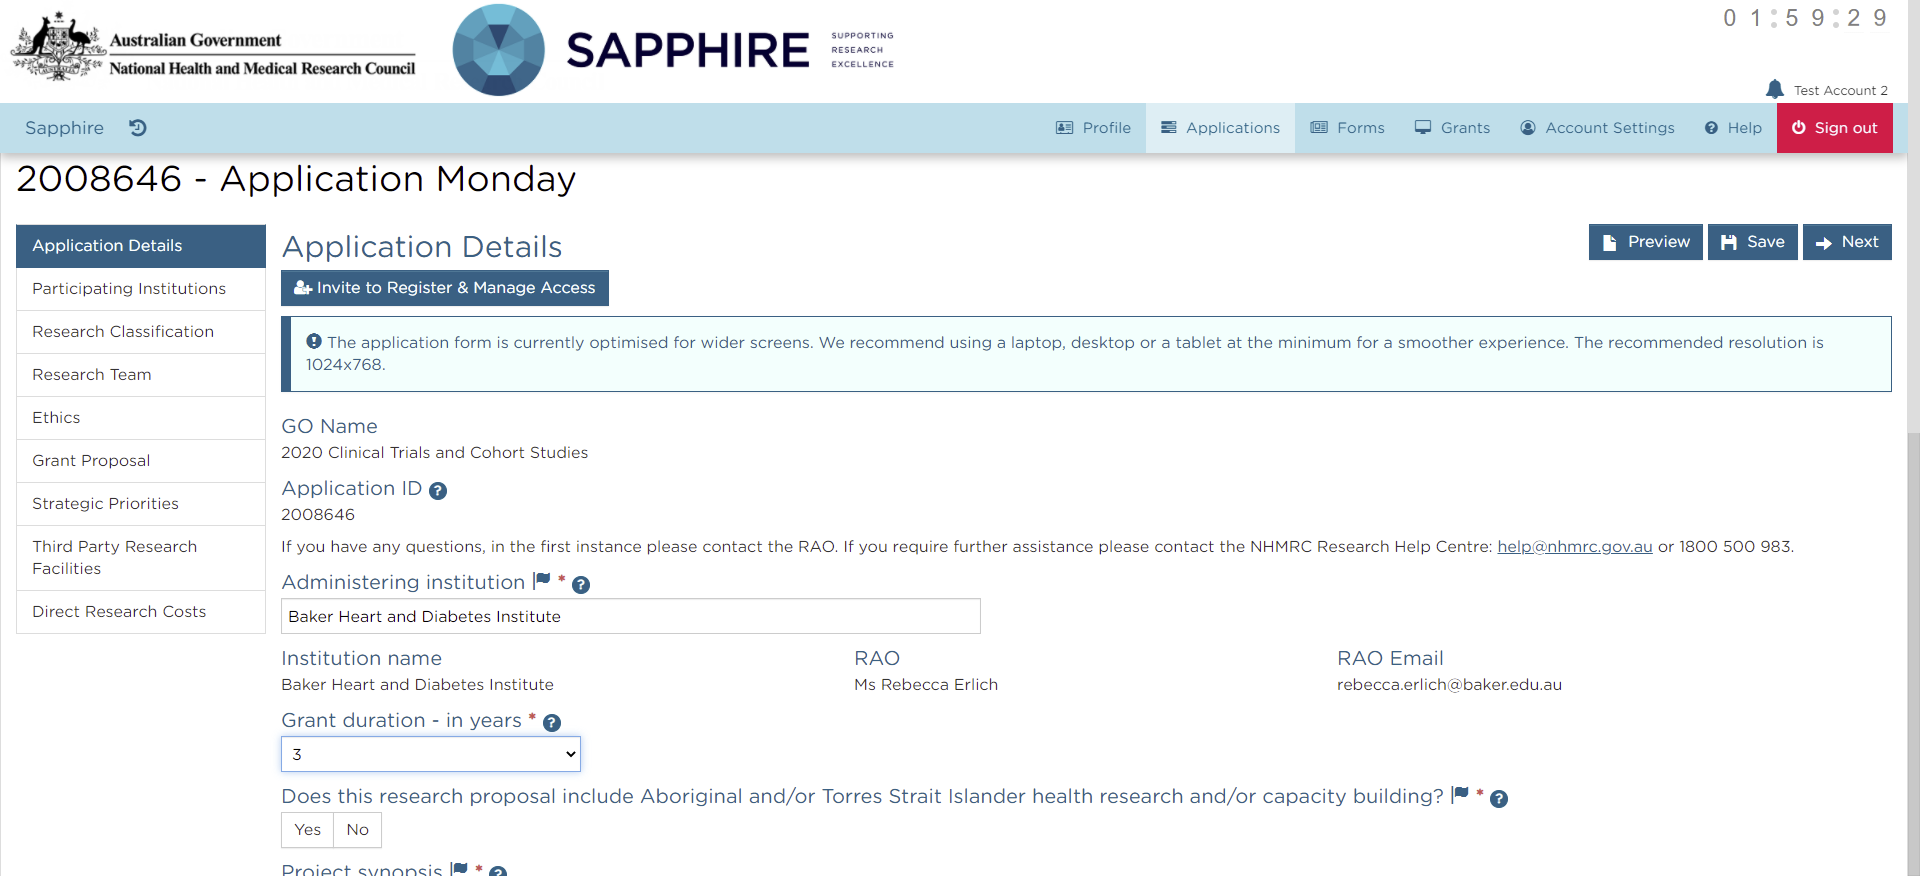 Australian Government
National Health and Medical Research Council
SAPPHIRE
SUPPORTING
RESEARCH
EXCELLENCE
01:59:29
Test Account 2
Sapphire
Profile
Applications
Forms
Grants
Account Settings
Help
Sign out
2008646 - Application Monday
Application Details
Participating Institutions
Research Classification
Research Team
Ethics
Grant Proposal
Strategic Priorities
Third Party Research
Facilities
Direct Research Costs
Application Details
Preview
Save
Next
Invite to Register & Manage Access
The application form is currently optimised for wider screens. We recommend using a laptop, desktop or a tablet at the minimum for a smoother experience. The recommended resolution is
1024x768.
GO Name
2020 Clinical Trials and Cohort Studies
Application ID ?
2008646
If you have any questions, in the first instance please contact the RAO. If you require further assistance please contact the NHMRC Research Help Centre: help@nhmrc.gov.au or 1800 500 983.
Administering institution * ?
Baker Heart and Diabetes Institute
Institution name
Baker Heart and Diabetes Institute
RAO
Ms Rebecca Erlich
RAO Email
rebecca.erlich@baker.edu.au
Grant duration - in years * ?
3
Does this research proposal include Aboriginal and/or Torres Strait Islander health research and/or capacity building? * ?
Yes
No
Project synopsis * ?